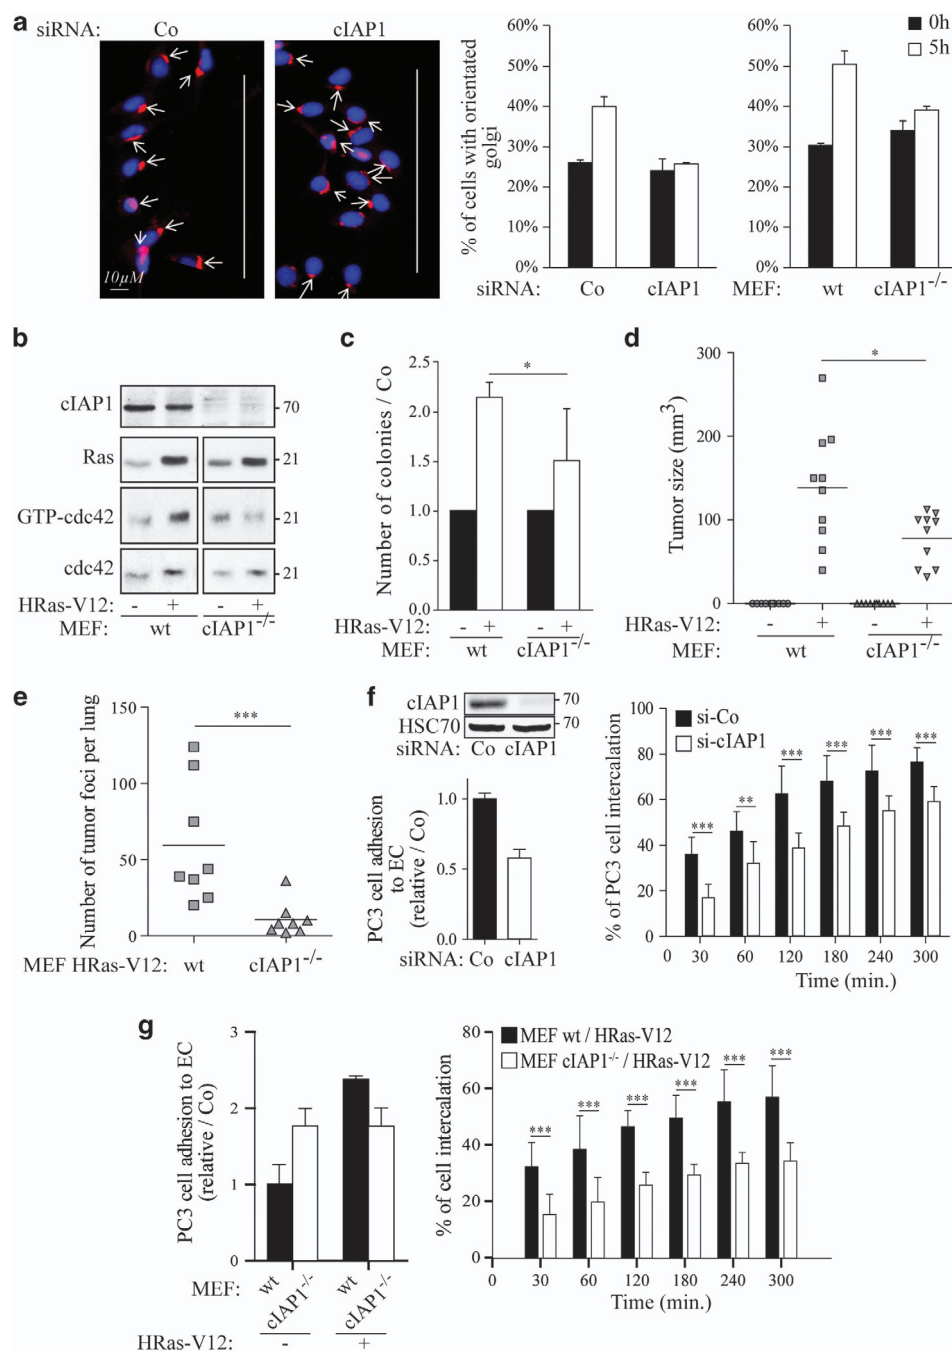 a
siRNA: Co cIAP1
10µM
% of cells with orientated
golgi
60%
50%
40%
30%
20%
10%
0%
siRNA: Co cIAP1
60%
50%
40%
30%
20%
10%
0%
0h
5h
MEF: wt cIAP1-/-
b
cIAP1 70
Ras 21
GTP-cdc42 21
cdc42 21
HRas-V12: - + - +
MEF: wt cIAP1-/-
c
Number of colonies / Co
2.5
2.0
1.5
1.0
0.5
0.0
*
HRas-V12: - + - +
MEF: wt cIAP1-/-
d
Tumor size (mm3)
300
200
100
0
*
HRas-V12: - + - +
MEF: wt cIAP1-/-
e
Number of tumor foci per lung
150
100
50
0
***
MEF HRas-V12: wt cIAP1-/-
f
cIAP1 70
HSC70 70
siRNA: Co cIAP1
PC3 cell adhesion
to EC
(relative / Co)
1.0
0.5
0.0
siRNA: Co cIAP1
si-Co
si-cIAP1
% of PC3 cell intercalation
100
80
60
40
20
0
*** ** *** *** *** ***
0 30 60 120 180 240 300
Time (min.)
g
PC3 cell adhesion to EC
(relative / Co)
3
2
1
0
MEF: wt cIAP1-/- wt cIAP1-/-
HRas-V12: - +
MEF wt / HRas-V12
MEF cIAP1-/- / HRas-V12
% of cell intercalation
80
60
40
20
0
*** *** *** *** *** ***
0 30 60 120 180 240 300
Time (min.)